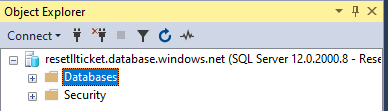 Object Explorer
Connect
resetllticket.database.windows.net (SQL Server 12.0.2000.8 - Rese
Databases
Security